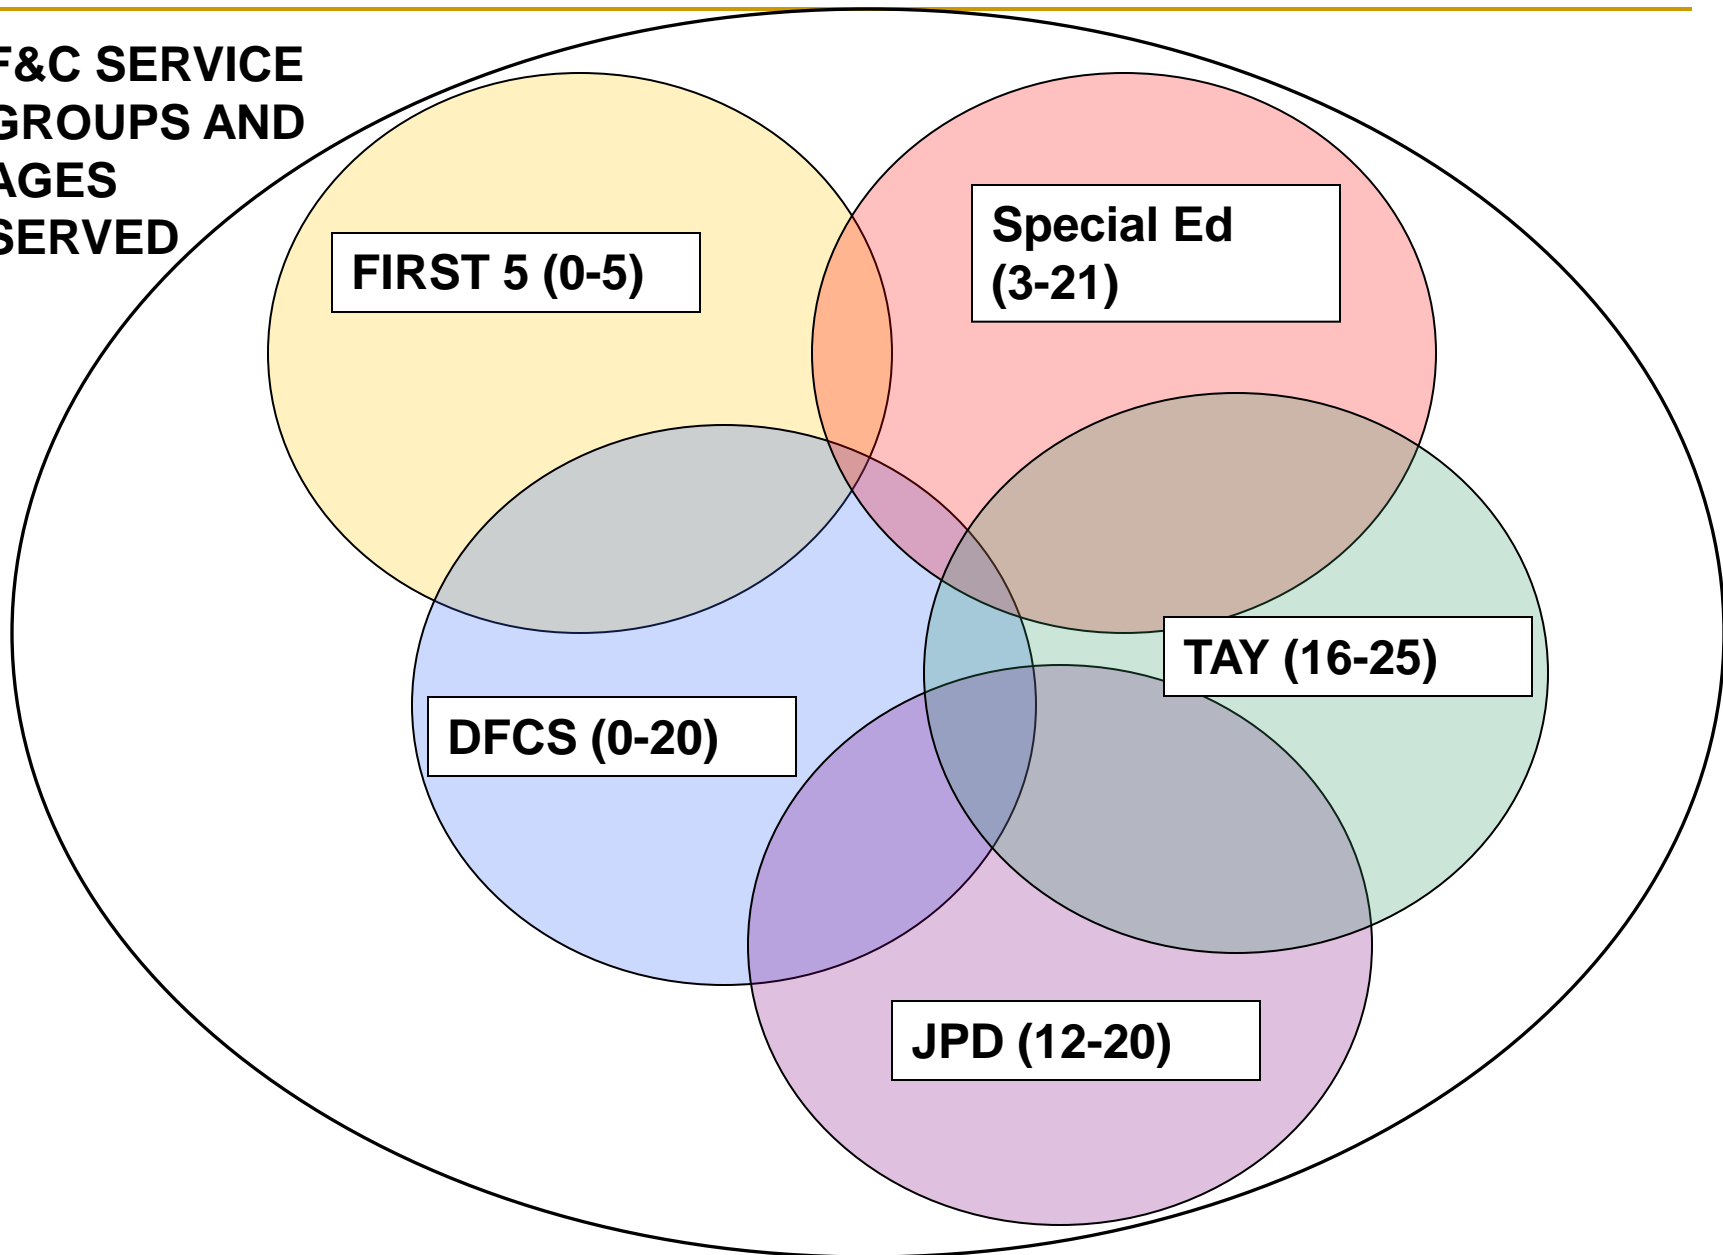 F&C SERVICE
GROUPS AND
AGES
SERVED
FIRST 5 (0-5)
Special Ed
(3-21)
TAY (16-25)
DFCS (0-20)
JPD (12-20)